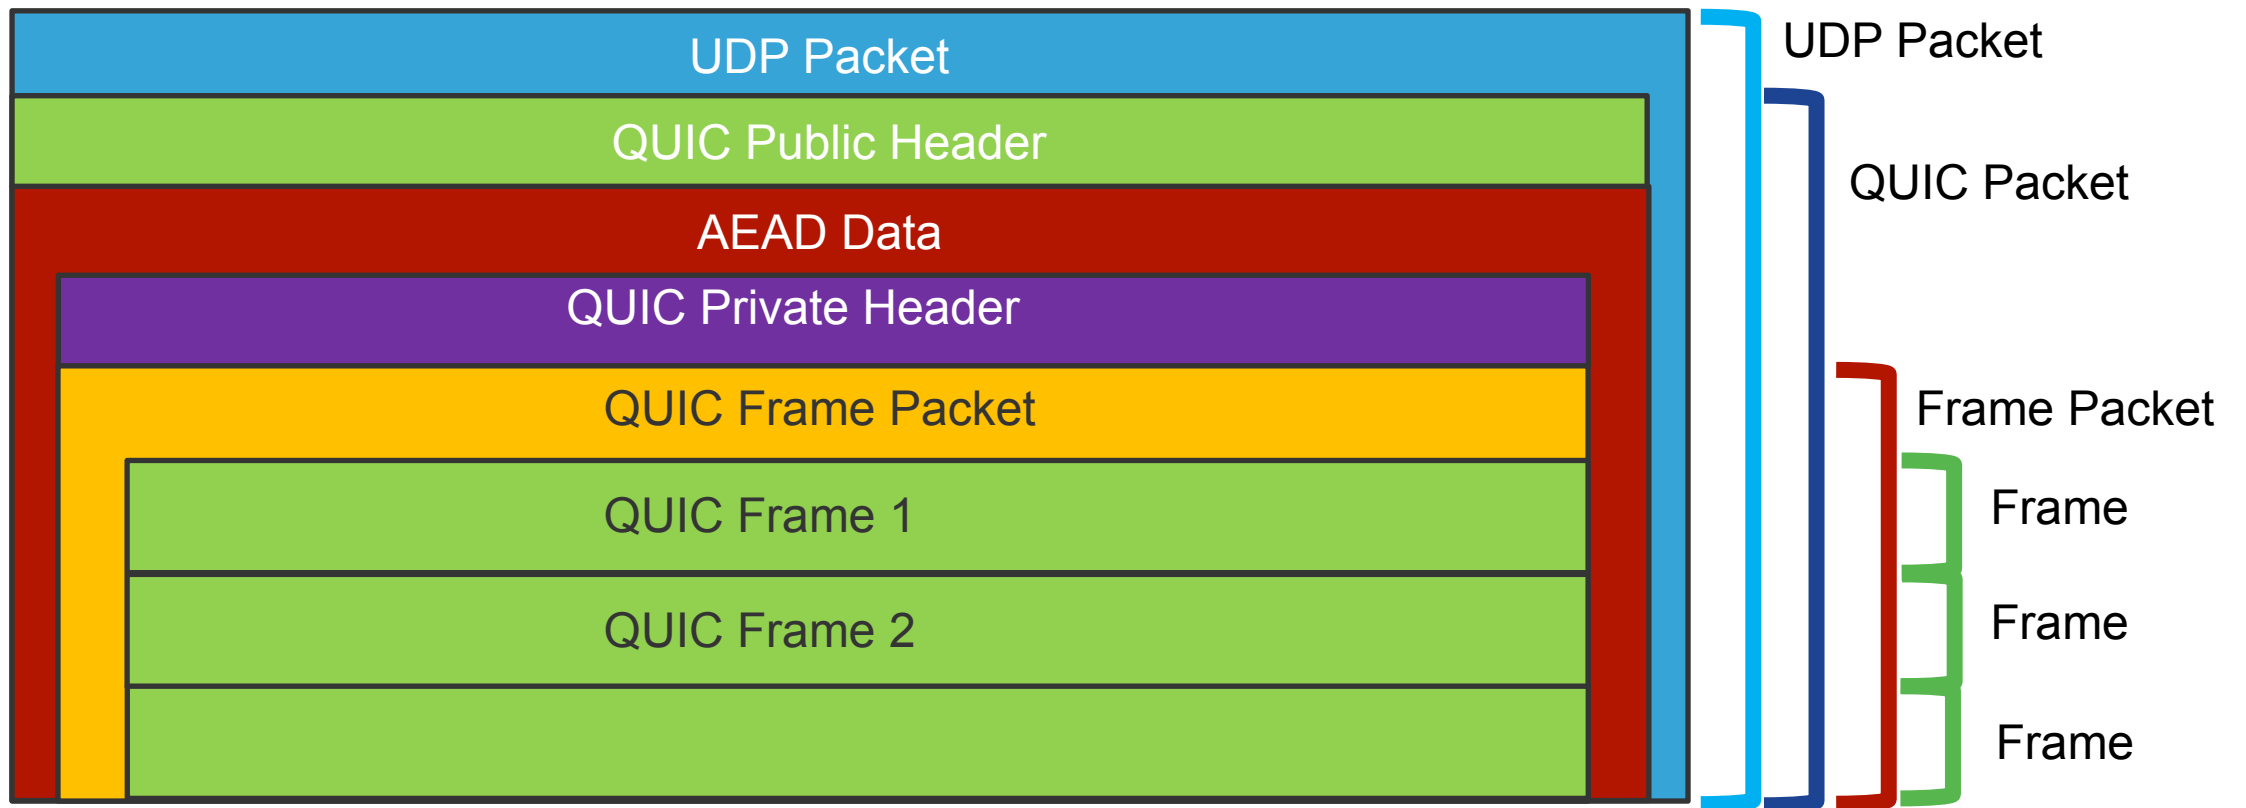 UDP Packet
UDP Packet
QUIC Public Header
QUIC Packet
AEAD Data
QUIC Private Header
QUIC Frame Packet
Frame Packet
QUIC Frame 1
Frame
QUIC Frame 2
Frame
Frame